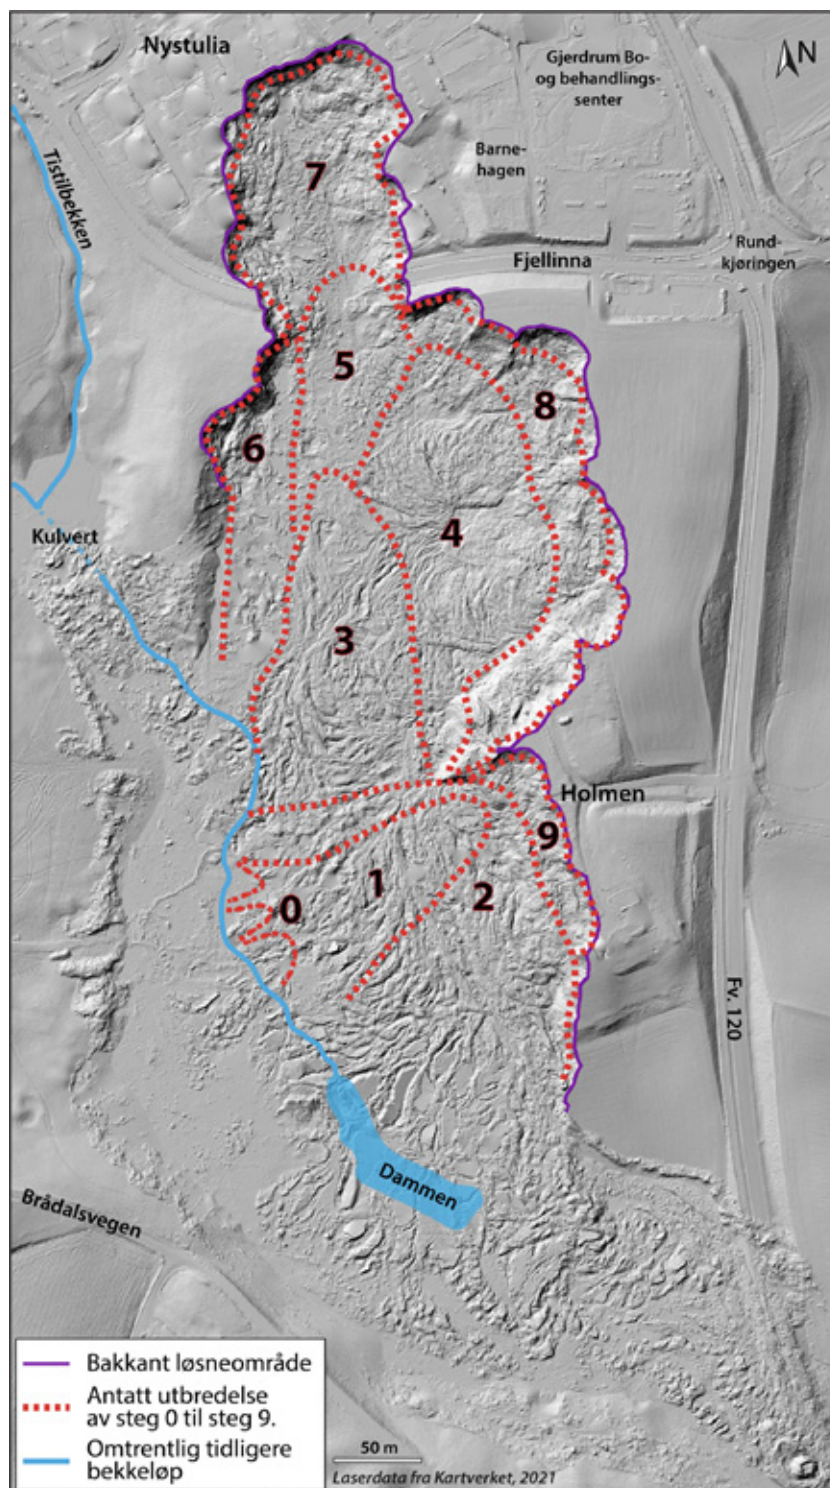 Nystulia
Gjerdrum Bo-
og behandlings-
senter
N
Tistilbekken
Barne-
hagen
7
Fjellinna
Rund-
kjøringen
5
8
6
4
Kulvert
3
Holmen
9
1
2
0
Fv. 120
Dammen
Brådalsvegen
Bakkant løsneområde
Antatt utbredelse
av steg 0 til steg 9.
Omtrentlig tidligere
bekkeløp
50 m
Laserdata fra Kartverket, 2021